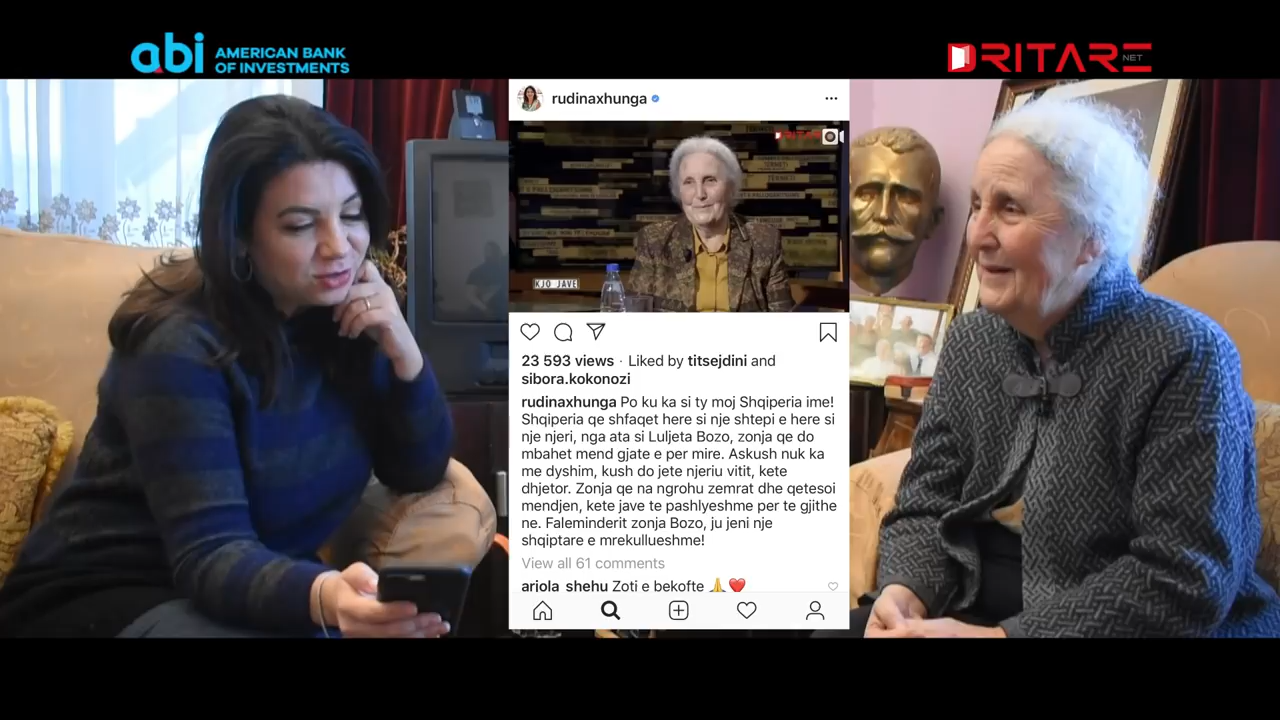 abi AMERICAN BANK
OF INVESTMENTS
DRITARE
NET
rudinaxhunga
KJO JAVE
23 593 views · Liked by titsejdini and
sibora.kokonozi
rudinaxhunga Po ku ka si ty moj Shqiperia ime!
Shqiperia qe shfaqet here si nje shtepi e here si
nje njeri, nga ata si Luljeta Bozo, zonja qe do
mbahet mend gjate e per mire. Askush nuk ka
me dyshim, kush do jete njeriu vitit, kete
dhjetor. Zonja qe na ngrohu zemrat dhe qetesoi
mendjen, kete jave te pashlyeshme per te gjithe
ne. Faleminderit zonja Bozo, ju jeni nje
shqiptare e mrekullueshme!
View all 61 comments
arjola_shehu Zoti e bekofte 🙏❤️